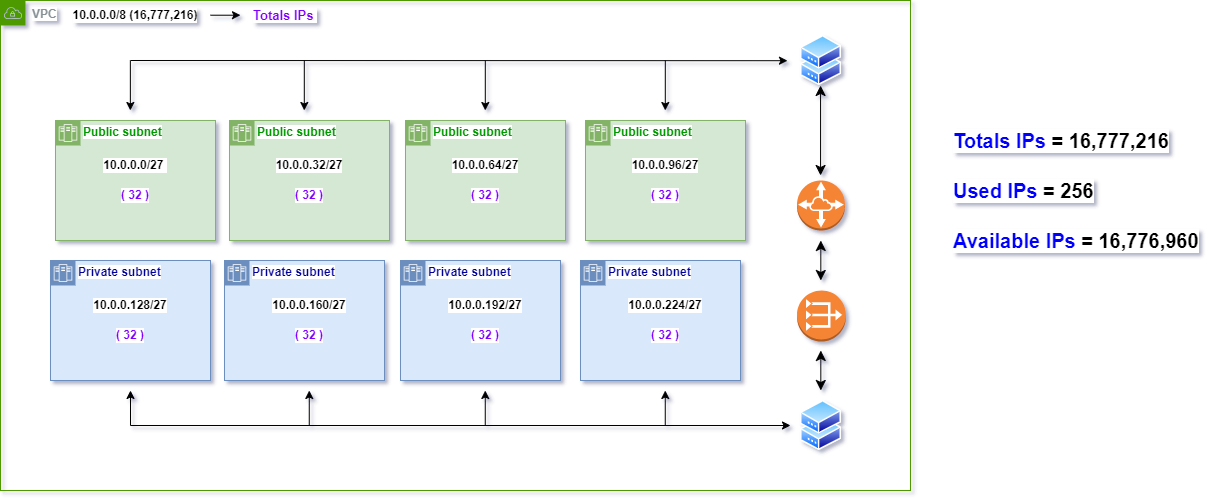 VPC 10.0.0.0/8 (16,777,216) Totals IPs
Public subnet
10.0.0.0/27
( 32 )
Public subnet
10.0.0.32/27
( 32 )
Public subnet
10.0.0.64/27
( 32 )
Public subnet
10.0.0.96/27
( 32 )
Private subnet
10.0.0.128/27
( 32 )
Private subnet
10.0.0.160/27
( 32 )
Private subnet
10.0.0.192/27
( 32 )
Private subnet
10.0.0.224/27
( 32 )
Totals IPs = 16,777,216
Used IPs = 256
Available IPs = 16,776,960